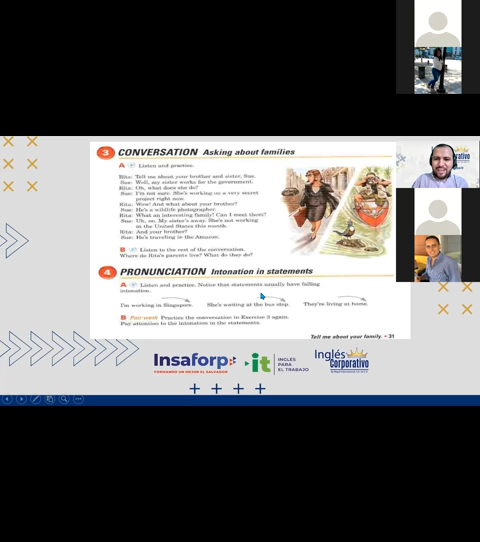 3 CONVERSATION Asking about families
A Listen and practice.
Rita: Tell me about your brother and sister, Sue.
Sue: Well, my sister works for the government.
Rita: Oh, what does she do?
Sue: I'm not sure. She's working on a very secret
project right now.
Rita: Wow! And what about your brother?
Sue: He's a wildlife photographer.
Rita: What an interesting family! Can I meet them?
Sue: Uh, no. My sister's away. She's not working
in the United States this month.
Rita: And your brother?
Sue: He's traveling in the Amazon.
B Listen to the rest of the conversation.
Where do Rita's parents live? What do they do?
4 PRONUNCIATION Intonation in statements
A Listen and practice. Notice that statements usually have falling
intonation.
I'm working in Singapore. She's waiting at the bus stop. They're living at home.
B Pair work Practice the conversation in Exercise 3 again.
Pay attention to the intonation in the statements.
Tell me about your family. • 31
Insaforp
FORMANDO UN MEJOR EL SALVADOR
it
INGLÉS
PARA
EL TRABAJO
Inglés
Corporativo